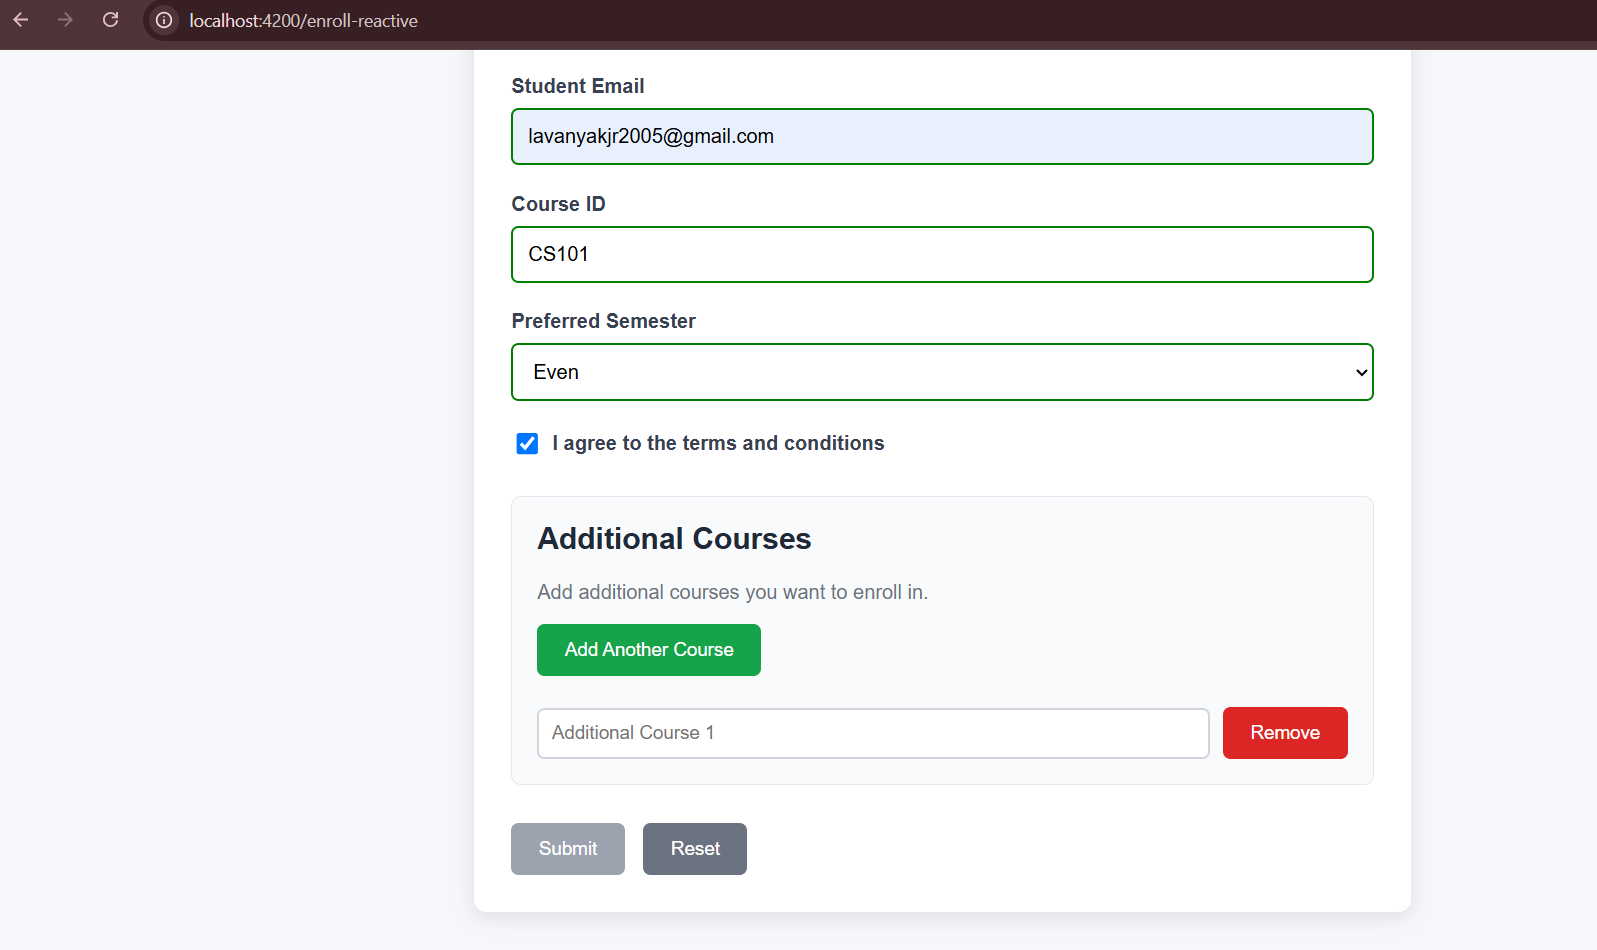 localhost:4200/enroll-reactive
Student Email
lavanyakjr2005@gmail.com
Course ID
CS101
Preferred Semester
Even
I agree to the terms and conditions
Additional Courses
Add additional courses you want to enroll in.
Add Another Course
Additional Course 1
Remove
Submit
Reset